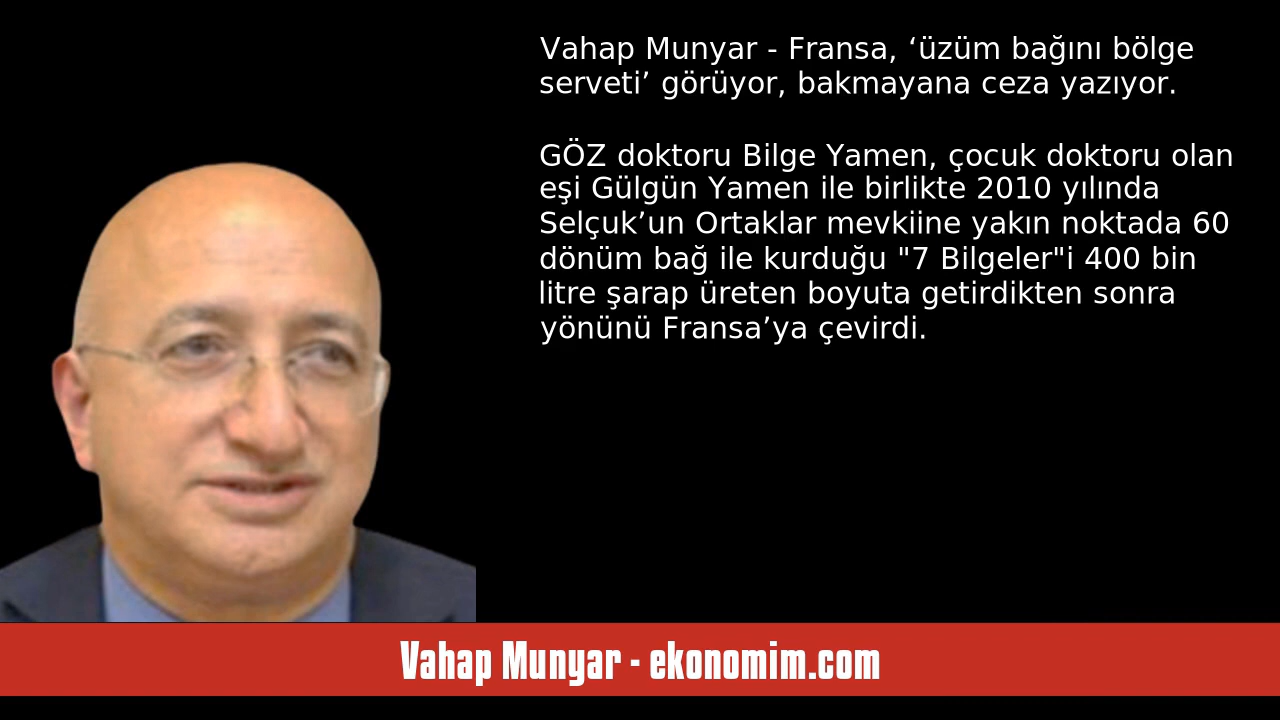 Vahap Munyar - Fransa, ‘üzüm bağını bölge
serveti’ görüyor, bakmayana ceza yazıyor.
GÖZ doktoru Bilge Yamen, çocuk doktoru olan
eşi Gülgün Yamen ile birlikte 2010 yılında
Selçuk’un Ortaklar mevkiine yakın noktada 60
dönüm bağ ile kurduğu "7 Bilgeler"i 400 bin
litre şarap üreten boyuta getirdikten sonra
yönünü Fransa’ya çevirdi.
Vahap Munyar - ekonomim.com